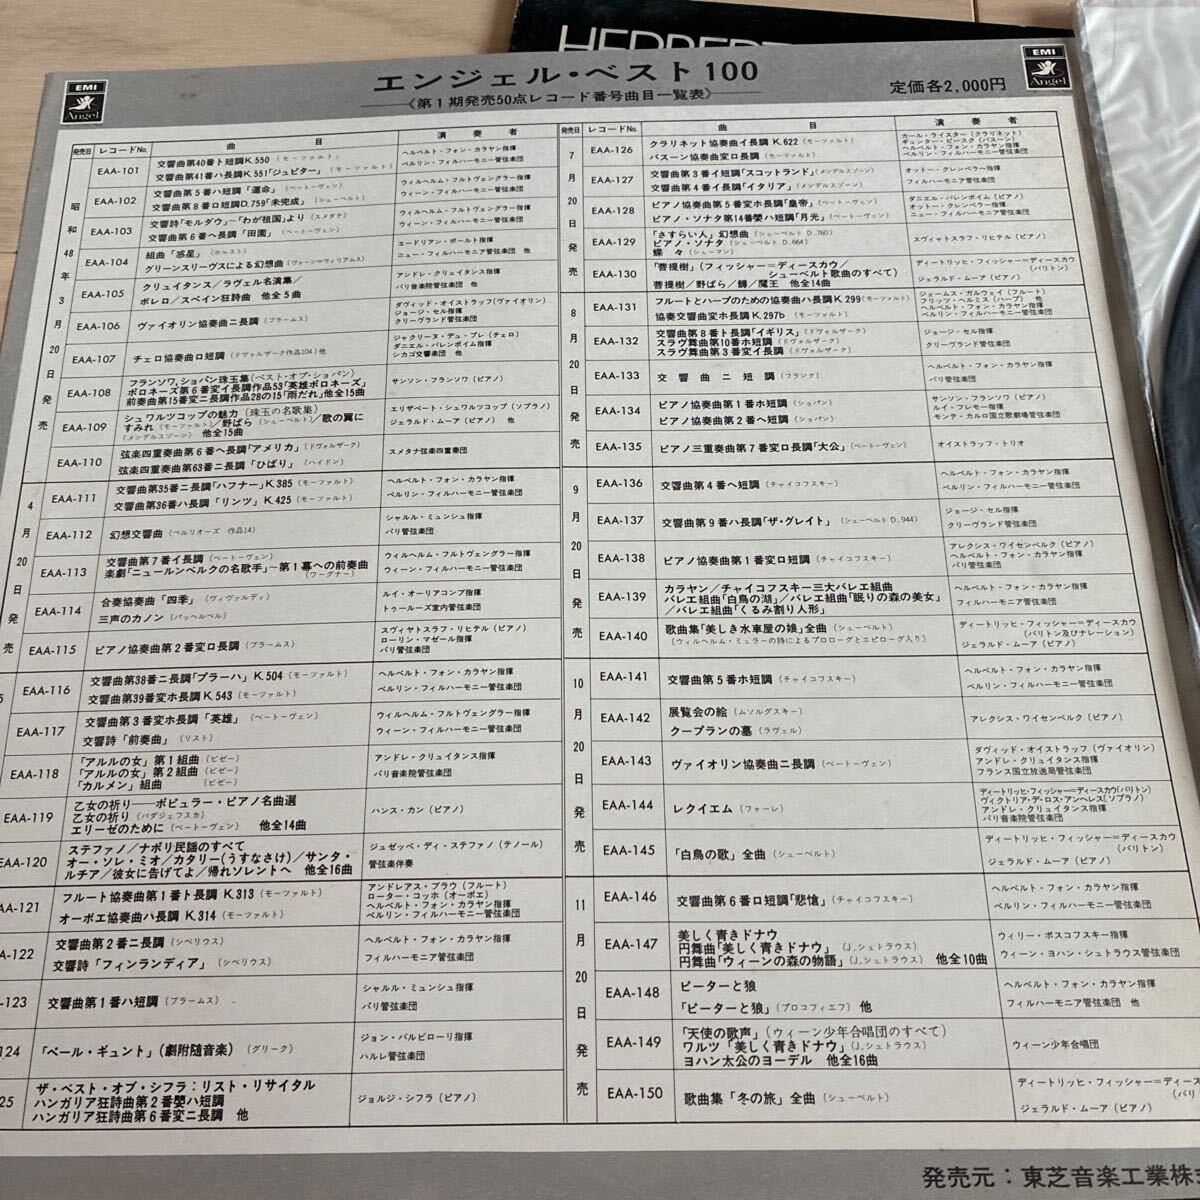 HERBERT
EMI
Angel
エンジェル・ベスト100
《第1期発売50点レコード番号曲目一覧表》
定価各2,000円
EMI
Angel
発売日 レコードNo. 曲目 演奏者
昭和48年3月20日発売
EAA-101 交響曲第40番ト短調K.550(モーツァルト) ヘルベルト・フォン・カラヤン指揮
交響曲第41番ハ長調K.551「ジュピター」(モーツァルト) ベルリン・フィルハーモニー管弦楽団
EAA-102 交響曲第5番ハ短調「運命」(ベートーヴェン) ウィルヘルム・フルトヴェングラー指揮
交響曲第8番ロ短調D.759「未完成」(シューベルト) ウィーン・フィルハーモニー管弦楽団
EAA-103 交響詩「モルダウ」~「わが祖国」より(スメタナ) ウィルヘルム・フルトヴェングラー指揮
交響曲第6番ヘ長調「田園」(ベートーヴェン) ウィーン・フィルハーモニー管弦楽団
EAA-104 組曲「惑星」(ホルスト) エードリアン・ボールト指揮
グリーンスリーヴスによる幻想曲(ヴォーン=ウィリアムス) ニュー・フィルハーモニア管弦楽団
EAA-105 クリュイタンス/ラヴェル名演集/ アンドレ・クリュイタンス指揮
ボレロ/スペイン狂詩曲 他全5曲 パリ音楽院管弦楽団 他
EAA-106 ヴァイオリン協奏曲ニ長調(ブラームス) ダヴィッド・オイストラッフ(ヴァイオリン)
ジョージ・セル指揮
クリーヴランド管弦楽団
EAA-107 チェロ協奏曲ロ短調(ドヴォルザーク作品104)他 ジャクリーヌ・デュ・プレ(チェロ)
ダニエル・バレンボイム指揮
シカゴ交響楽団 他
EAA-108 フランソワ,ショパン珠玉集(ベスト・オブ・ショパン)
ポロネーズ第6番変イ長調作品53「英雄ポロネーズ」 サンソン・フランソワ(ピアノ)
前奏曲第15番変ニ長調作品28の15「雨だれ」他全15曲
EAA-109 シュワルツコップの魅力(珠玉の名歌集) エリザベート・シュワルツコップ(ソプラノ)
すみれ(モーツァルト)/野ばら(シューベルト)/歌の翼に ジェラルド・ムーア(ピアノ) 他
(メンデルスゾーン) 他全15曲
EAA-110 弦楽四重奏曲第6番ヘ長調「アメリカ」(ドヴォルザーク) スメタナ弦楽四重奏団
弦楽四重奏曲第63番ニ長調「ひばり」(ハイドン)
4月20日発売
EAA-111 交響曲第35番ニ長調「ハフナー」K.385(モーツァルト) ヘルベルト・フォン・カラヤン指揮
交響曲第36番ハ長調「リンツ」K.425(モーツァルト) ベルリン・フィルハーモニー管弦楽団
EAA-112 幻想交響曲(ベルリオーズ 作品14) シャルル・ミュンシュ指揮
パリ管弦楽団
EAA-113 交響曲第7番イ長調(ベートーヴェン) ウィルヘルム・フルトヴェングラー指揮
楽劇「ニュールンベルクの名歌手」~第1幕への前奏曲 ウィーン・フィルハーモニー管弦楽団
(ワーグナー)
EAA-114 合奏協奏曲「四季」(ヴィヴァルディ) ルイ・オーリアコンブ指揮
三声のカノン(パッヘルベル) トゥールーズ室内管弦楽団
EAA-115 ピアノ協奏曲第2番変ロ長調(ブラームス) スヴィヤトスラフ・リヒテル(ピアノ)
ローリン・マゼール指揮
パリ管弦楽団
5
EAA-116 交響曲第38番ニ長調「プラーハ」K.504(モーツァルト) ヘルベルト・フォン・カラヤン指揮
交響曲第39番変ホ長調 K.543(モーツァルト) ベルリン・フィルハーモニー管弦楽団
EAA-117 交響曲第3番変ホ長調「英雄」(ベートーヴェン) ウィルヘルム・フルトヴェングラー指揮
交響詩「前奏曲」(リスト) ウィーン・フィルハーモニー管弦楽団
EAA-118 「アルルの女」第1組曲(ビゼー) アンドレ・クリュイタンス指揮
「アルルの女」第2組曲(ビゼー) パリ音楽院管弦楽団
「カルメン」組曲(ビゼー)
EAA-119 乙女の祈り──ポピュラー・ピアノ名曲選
乙女の祈り(バダジェフスカ) ハンス・カン(ピアノ)
エリーゼのために(ベートーヴェン) 他全14曲
EAA-120 ステファノ/ナポリ民謡のすべて ジュゼッペ・ディ・ステファノ(テノール)
オー・ソレ・ミオ/カタリー(うすなさけ)/サンタ・ 管弦楽伴奏
ルチア/彼女に告げてよ/帰れソレントへ 他全16曲
EAA-121 フルート協奏曲第1番ト長調 K.313(モーツァルト) アンドレアス・ブラウ(フルート)
ローター・コッホ(オーボエ)
オーボエ協奏曲ハ長調 K.314(モーツァルト) ヘルベルト・フォン・カラヤン指揮
ベルリン・フィルハーモニー管弦楽団
A-122 交響曲第2番ニ長調(シベリウス) ヘルベルト・フォン・カラヤン指揮
交響詩「フィンランディア」(シベリウス) フィルハーモニア管弦楽団
-123 交響曲第1番ハ短調(ブラームス) シャルル・ミュンシュ指揮
パリ管弦楽団
124 「ペール・ギュント」(劇附随音楽)(グリーク) ジョン・バルビローリ指揮
ハルレ管弦楽団
25 ザ・ベスト・オブ・シフラ:リスト・リサイタル
ハンガリア狂詩曲第2番嬰ハ短調 ジョルジ・シフラ(ピアノ)
ハンガリア狂詩曲第6番変ニ長調 他
発売日 レコードNo. 曲目 演奏者
7月20日発売
EAA-126 クラリネット協奏曲イ長調 K.622(モーツァルト) カール・ライスター(クラリネット)
ギュンター・ピースク(バスーン)
バスーン協奏曲変ロ長調(モーツァルト) ヘルベルト・フォン・カラヤン指揮
ベルリン・フィルハーモニー管弦楽団
EAA-127 交響曲第3番イ短調「スコットランド」(メンデルスゾーン) オットー・クレンペラー指揮
交響曲第4番イ長調「イタリア」(メンデルスゾーン) フィルハーモニア管弦楽団
EAA-128 ピアノ協奏曲第5番変ホ長調「皇帝」(ベートーヴェン) ダニエル・バレンボイム(ピアノ)
オットー・クレンペラー指揮
ピアノ・ソナタ第14番嬰ハ短調「月光」(ベートーヴェン) ニュー・フィルハーモニア管弦楽団
EAA-129 「さすらい人」幻想曲(シューベルト D.760)
ピアノ・ソナタ(シューベルト D.664) スヴィヤトスラフ・リヒテル(ピアノ)
蝶々(シューマン)
EAA-130 「菩提樹」(フィッシャー=ディースカウ/ ディートリッヒ・フィッシャー=ディースカウ
シューベルト歌曲のすべて) (バリトン)
菩提樹/野ばら/鱒/魔王 他全14曲 ジェラルド・ムーア(ピアノ)
8月20日発売
EAA-131 フルートとハープのための協奏曲ハ長調 K.299(モーツァルト) ジェームス・ガルウェイ(フルート)
フリッツ・ヘルミス(ハープ) 他
協奏交響曲変ホ長調 K.297b(モーツァルト) ヘルベルト・フォン・カラヤン指揮
ベルリン・フィルハーモニー管弦楽団
EAA-132 交響曲第8番ト長調「イギリス」(ドヴォルザーク) ジョージ・セル指揮
スラヴ舞曲第10番ホ短調(ドヴォルザーク) クリーヴランド管弦楽団
スラヴ舞曲第3番変イ長調(ドヴォルザーク)
EAA-133 交響曲ニ短調(フランク) ヘルベルト・フォン・カラヤン指揮
パリ管弦楽団
EAA-134 ピアノ協奏曲第1番ホ短調(ショパン) サンソン・フランソワ(ピアノ)
ルイ・フレモー指揮
ピアノ協奏曲第2番ヘ短調(ショパン) モンテ・カルロ国立歌劇場管弦楽団
EAA-135 ピアノ三重奏曲第7番変ロ長調「大公」(ベートーヴェン) オイストラッフ・トリオ
9月20日発売
EAA-136 交響曲第4番ヘ短調(チャイコフスキー) ヘルベルト・フォン・カラヤン指揮
ベルリン・フィルハーモニー管弦楽団
EAA-137 交響曲第9番ハ長調「ザ・グレイト」(シューベルト D.944) ジョージ・セル指揮
クリーヴランド管弦楽団
EAA-138 ピアノ協奏曲第1番変ロ短調(チャイコフスキー) アレクシス・ワイセンベルク(ピアノ)
ヘルベルト・フォン・カラヤン指揮
パリ管弦楽団
EAA-139 カラヤン/チャイコフスキー三大バレエ組曲 ヘルベルト・フォン・カラヤン指揮
バレエ組曲「白鳥の湖」/バレエ組曲「眠りの森の美女」 フィルハーモニア管弦楽団
/バレエ組曲「くるみ割り人形」
EAA-140 歌曲集「美しき水車屋の娘」全曲(シューベルト) ディートリッヒ・フィッシャー=ディースカウ
〔ウィルヘルム・ミュラーの詩によるプロローグとエピローグ入り〕 (バリトン及びナレーション)
ジェラルド・ムーア(ピアノ)
10月20日発売
EAA-141 交響曲第5番ホ短調(チャイコフスキー) ヘルベルト・フォン・カラヤン指揮
ベルリン・フィルハーモニー管弦楽団
EAA-142 展覧会の絵(ムソルグスキー) アレクシス・ワイセンベルク(ピアノ)
クープランの墓(ラヴェル)
EAA-143 ヴァイオリン協奏曲ニ長調(ベートーヴェン) ダヴィッド・オイストラッフ(ヴァイオリン)
アンドレ・クリュイタンス指揮
フランス国立放送局管弦楽団
EAA-144 レクイエム(フォーレ) ディートリッヒ・フィッシャー=ディースカウ(バリトン)
ヴィクトリア・デ・ロス・アンヘレス(ソプラノ)
アンドレ・クリュイタンス指揮
パリ音楽院管弦楽団
EAA-145 「白鳥の歌」全曲(シューベルト) ディートリッヒ・フィッシャー=ディースカウ
(バリトン)
ジェラルド・ムーア(ピアノ)
11月20日発売
EAA-146 交響曲第6番ロ短調「悲愴」(チャイコフスキー) ヘルベルト・フォン・カラヤン指揮
ベルリン・フィルハーモニー管弦楽団
EAA-147 美しく青きドナウ ウィリー・ボスコフスキー指揮
円舞曲「美しく青きドナウ」(J.シュトラウス) ウィーン・ヨハン・シュトラウス管弦楽団
円舞曲「ウィーンの森の物語」(J.シュトラウス) 他全10曲
EAA-148 ピーターと狼 ヘルベルト・フォン・カラヤン指揮
「ピーターと狼」(プロコフィエフ) 他 フィルハーモニア管弦楽団 他
EAA-149 「天使の歌声」(ウィーン少年合唱団のすべて)
ワルツ「美しく青きドナウ」(J.シュトラウス) ウィーン少年合唱団
ヨハン大公のヨーデル 他全16曲
EAA-150 歌曲集「冬の旅」全曲(シューベルト) ディートリッヒ・フィッシャー=ディース
(バリ
ジェラルド・ムーア(ピアノ)
発売元:東芝音楽工業株